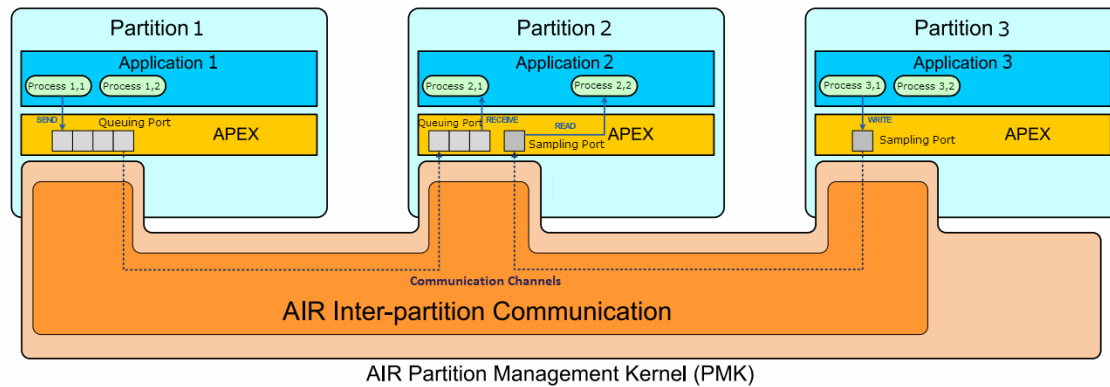 Partition 1
Application 1
Process 1,1
Process 1,2
SEND
Queuing Port
APEX
Partition 2
Application 2
Process 2,1
Process 2,2
Queuing Port
RECEIVE
READ
APEX
Sampling Port
Partition 3
Application 3
Process 3,1
Process 3,2
WRITE
Sampling Port
APEX
Communication Channels
AIR Inter-partition Communication
AIR Partition Management Kernel (PMK)